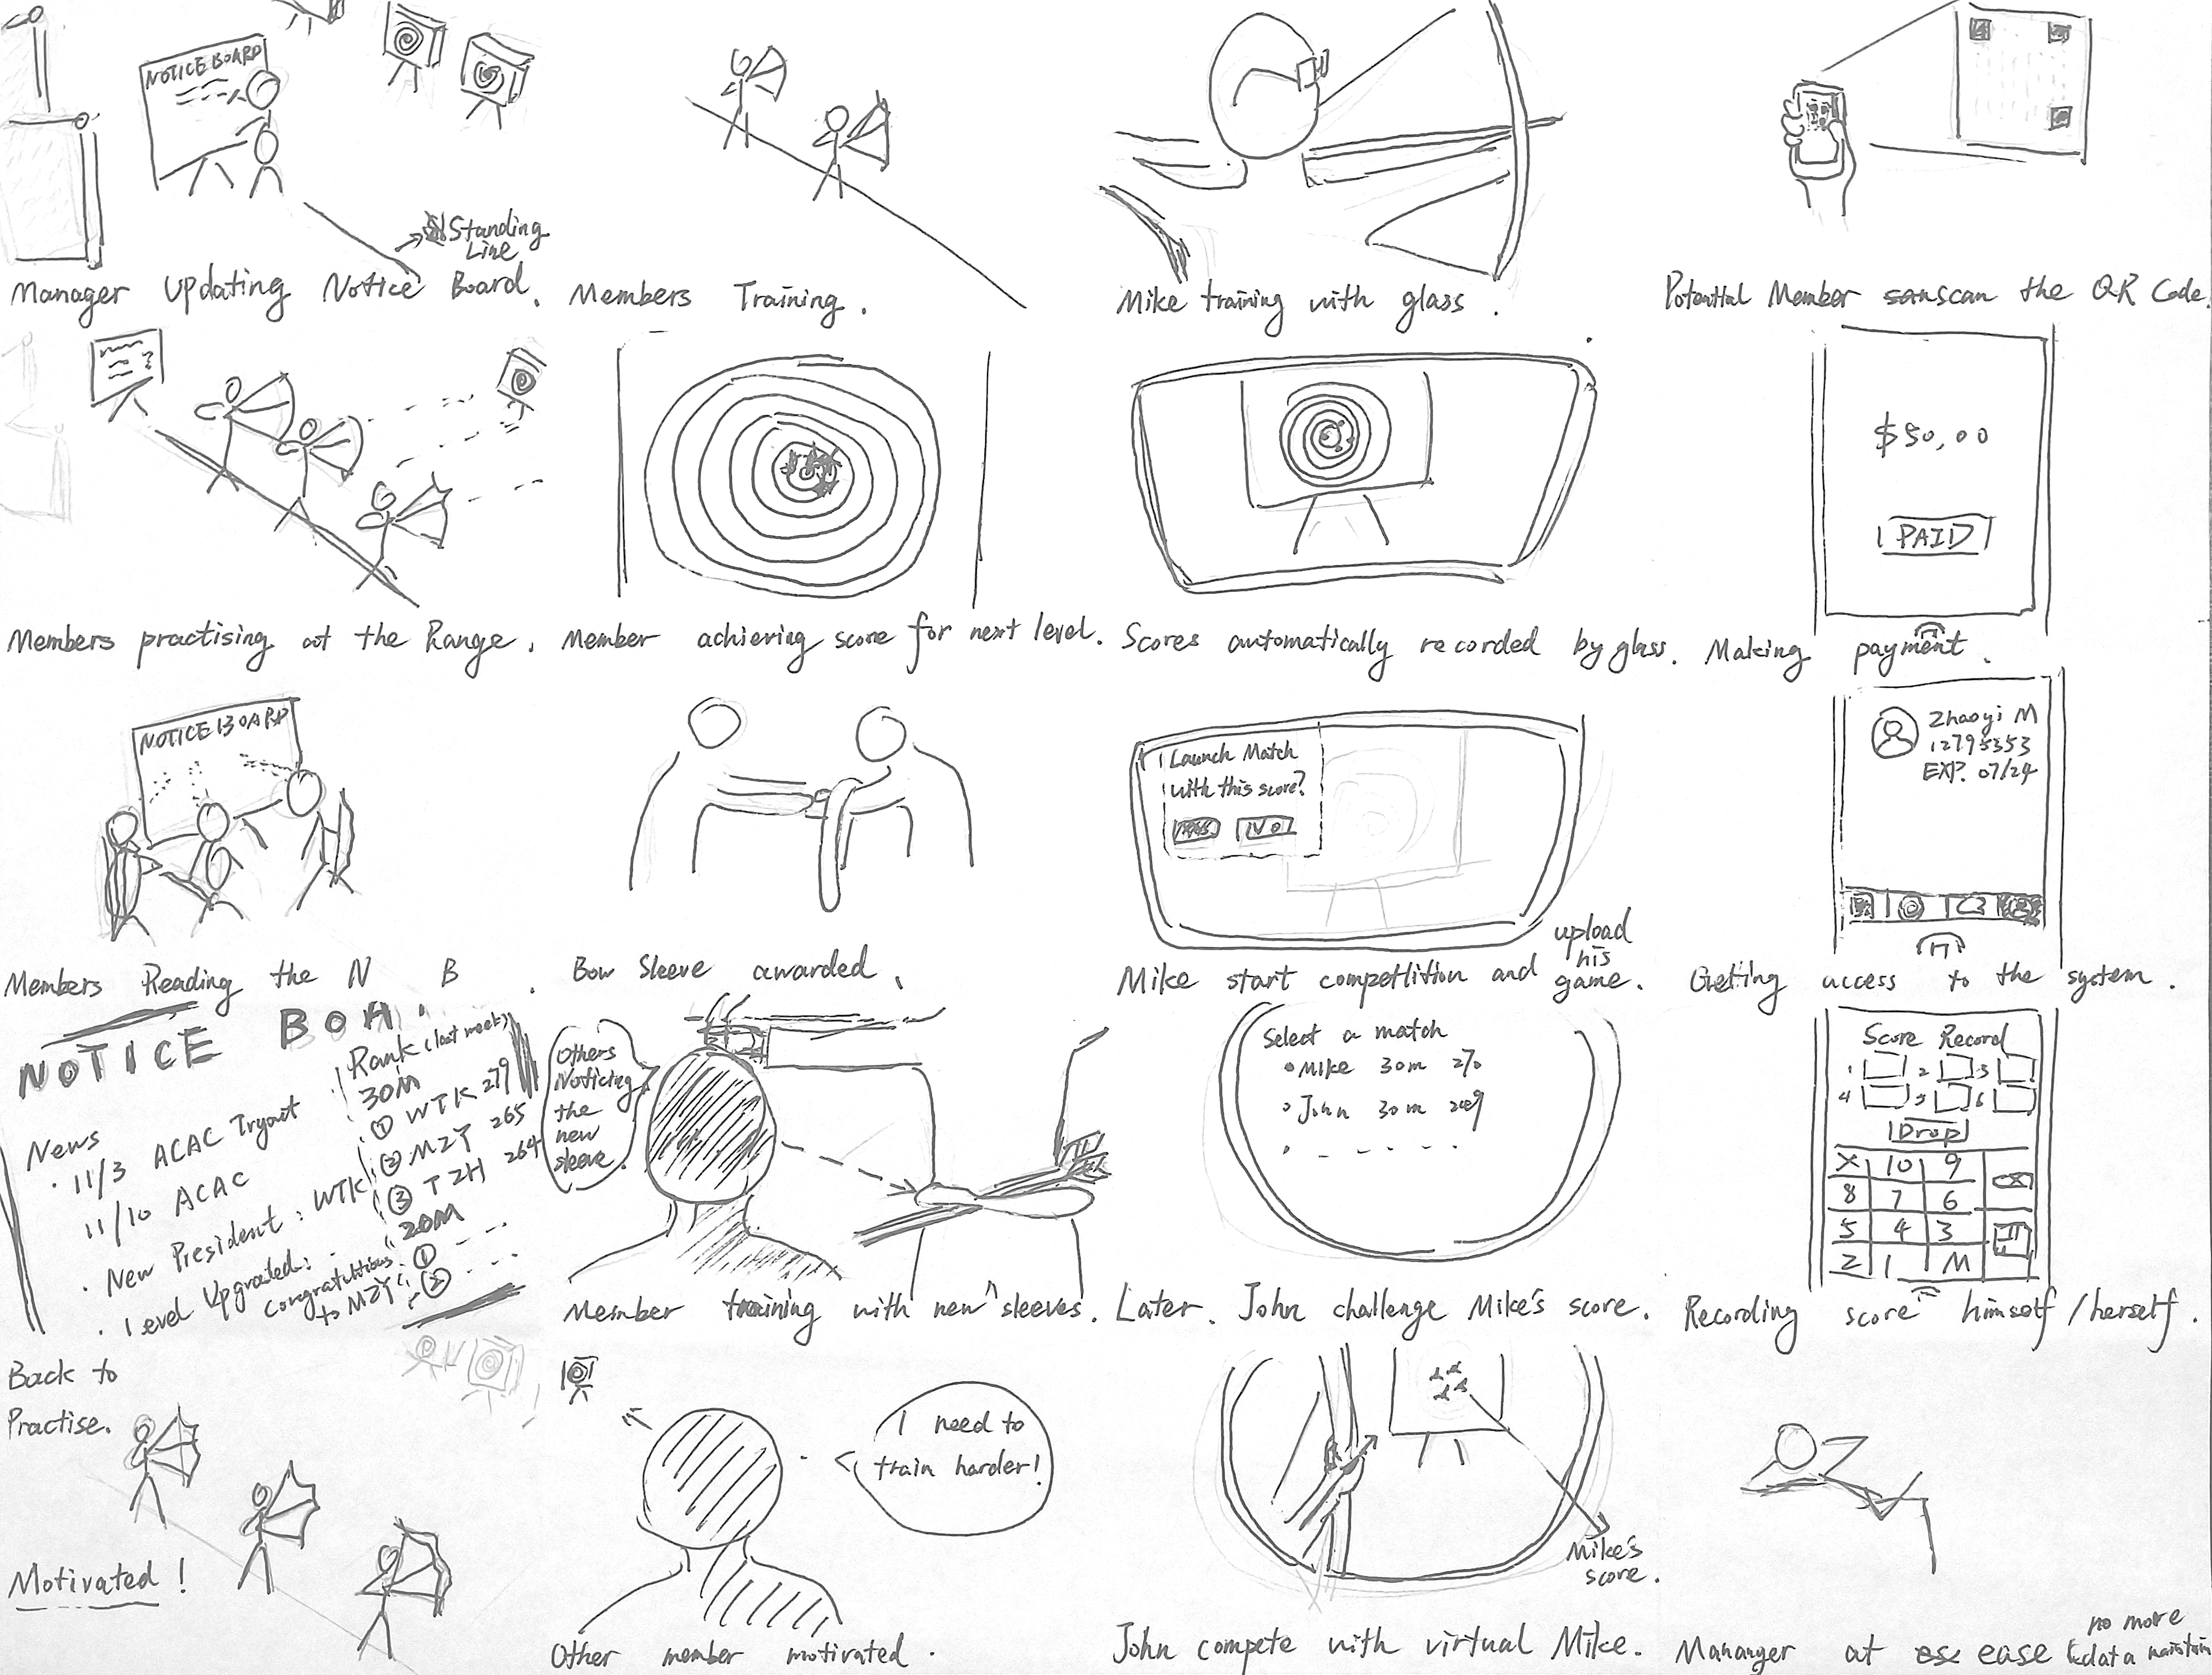 NOTICE BOARD
Standing
Line
Manager Updating Notice Board.
Members practising at the Range.
NOTICE BOARD
Members Reading the N B.
NOTICE BOA.
News
· 11/3 ACAC Tryout
11/10 ACAC
· New President : WTK
· Level Upgraded:
Congratulations
to MZY
Rank (last week)
30M
① WTK 279
② MZY 265
③ TZH 264
20M
①
②
Back to
Practise.
Motivated!
Members Training.
Member achieving score for next level.
Bow Sleeve awarded.
Others
Noticing
the
new
sleeve.
Member training with new sleeves.
I need to
train harder!
Other member motivated.
Mike training with glass.
Scores automatically recorded by glass.
Launch Match
with this score?
YES NO
Mike start competition and upload his game.
Select a match
• Mike 30m 270
• John 30m 269
Later. John challenge Mike's score.
Mike's
score.
John compete with virtual Mike.
Potential Member scan the QR Code.
$50,00
PAID
Making payment.
Zhaoyi M
12795353
EXP. 07/24
Getting access to the system.
Score Record
1 2 3
4 5 6
Drop
X 10 9
8 7 6
5 4 3
2 1 M
Recording score himself/herself.
Mananger at ease no more data